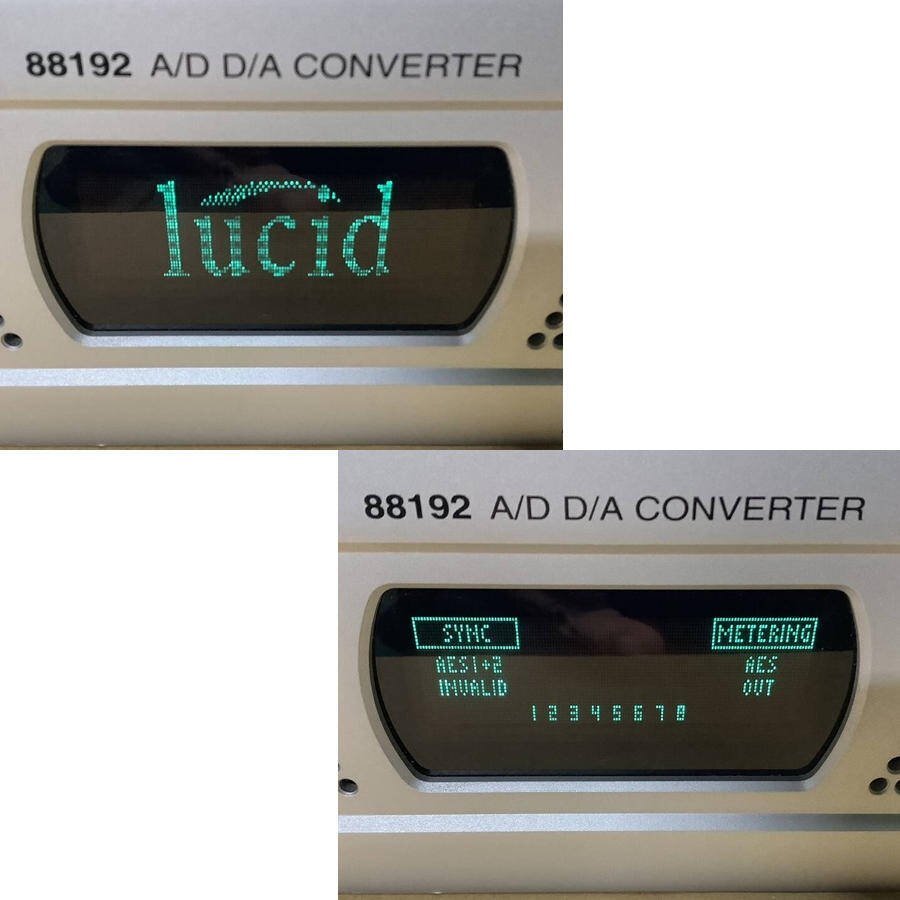 88192 A/D D/A CONVERTER
lucid
88192 A/D D/A CONVERTER
SYNC METERING
AES1+2 AES
INVALID OUT
1 2 3 4 5 6 7 8